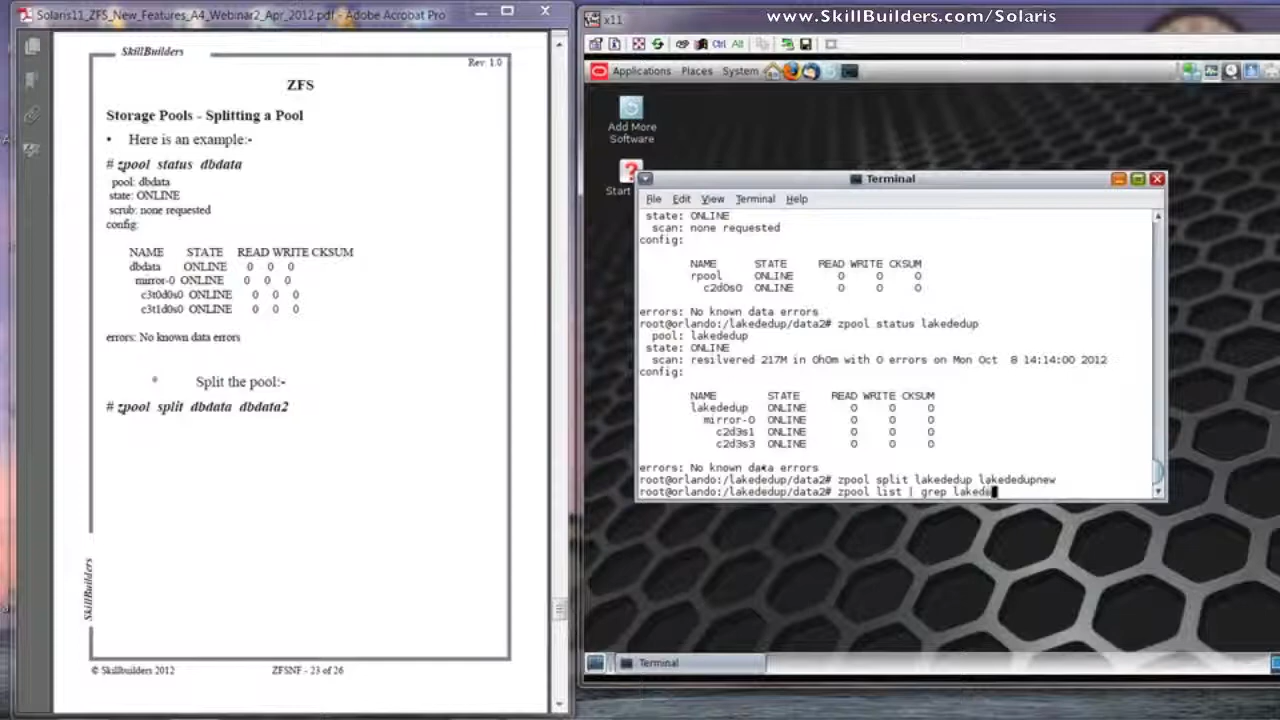 Solaris11_ZFS_New_Features_A4_Webinar2_Apr_2012.pdf - Adobe Acrobat Pro
SkillBuilders
Rev: 1.0
ZFS
Storage Pools - Splitting a Pool
• Here is an example:-
# zpool status dbdata
pool: dbdata
state: ONLINE
scrub: none requested
config:
NAME STATE READ WRITE CKSUM
dbdata ONLINE 0 0 0
mirror-0 ONLINE 0 0 0
c3t0d0s0 ONLINE 0 0 0
c3t1d0s0 ONLINE 0 0 0
errors: No known data errors
Split the pool:-
# zpool split dbdata dbdata2
SkillBuilders
© Skillbuilders 2012 ZFSNF - 23 of 26
x11
www.SkillBuilders.com/Solaris
Ctrl Alt
Applications Places System
Add More
Software
Start
Terminal
File Edit View Terminal Help
state: ONLINE
scan: none requested
config:
NAME STATE READ WRITE CKSUM
rpool ONLINE 0 0 0
c2d0s0 ONLINE 0 0 0
errors: No known data errors
root@orlando:/lakededup/data2# zpool status lakededup
pool: lakededup
state: ONLINE
scan: resilvered 217M in 0h0m with 0 errors on Mon Oct 8 14:14:00 2012
config:
NAME STATE READ WRITE CKSUM
lakededup ONLINE 0 0 0
mirror-0 ONLINE 0 0 0
c2d3s1 ONLINE 0 0 0
c2d3s3 ONLINE 0 0 0
errors: No known data errors
root@orlando:/lakededup/data2# zpool split lakededup lakededupnew
root@orlando:/lakededup/data2# zpool list | grep lakede
Terminal